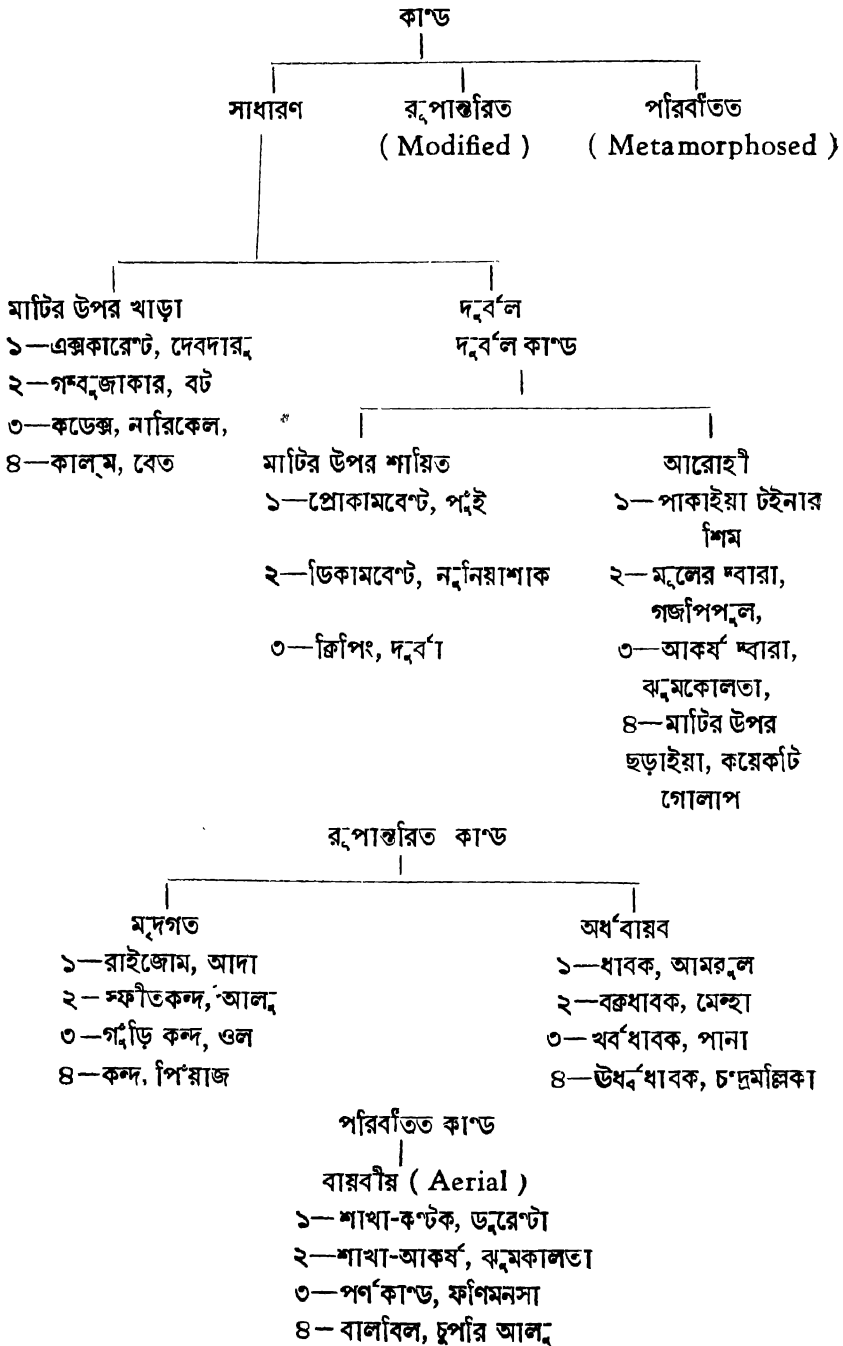 কাণ্ড
সাধারণ রূপান্তরিত পরিবর্তিত
( Modified ) ( Metamorphosed )
মাটির উপর খাড়া দুর্বল
১—এক্সকারেণ্ট, দেবদারু দুর্বল কাণ্ড
২—গম্বুজাকার, বট
৩—কডেক্স, নারিকেল,
৪—কাল্‌ম, বেত মাটির উপর শায়িত আরোহী
১—প্রোকামবেণ্ট, পুঁই ১—পাকাইয়া টইনার
শিম
২—ডিকামবেণ্ট, নুনিয়াশাক ২—মূলের দ্বারা,
গজপিপুল,
৩—ক্রিপিং, দুর্বা ৩—আকর্ষ দ্বারা,
ঝুমকোলতা,
৪—মাটির উপর
ছড়াইয়া, কয়েকটি
গোলাপ
রূপান্তরিত কাণ্ড
মৃদগত অর্ধবায়ব
১—রাইজোম, আদা ১—ধাবক, আমরুল
২—স্ফীতকন্দ, আলু ২—বক্রধাবক, মেন্হা
৩—গুঁড়ি কন্দ, ওল ৩—খর্বধাবক, পানা
৪—কন্দ, পিঁয়াজ ৪—ঊর্ধ্বধাবক, চন্দ্রমল্লিকা
পরিবর্তিত কাণ্ড
বায়বীয় ( Aerial )
১—শাখা-কণ্টক, ডুরেণ্টা
২—শাখা-আকর্ষ, ঝুমকালতা
৩—পর্ণকাণ্ড, ফণিমনসা
৪—বালবিল, চুপরি আলু